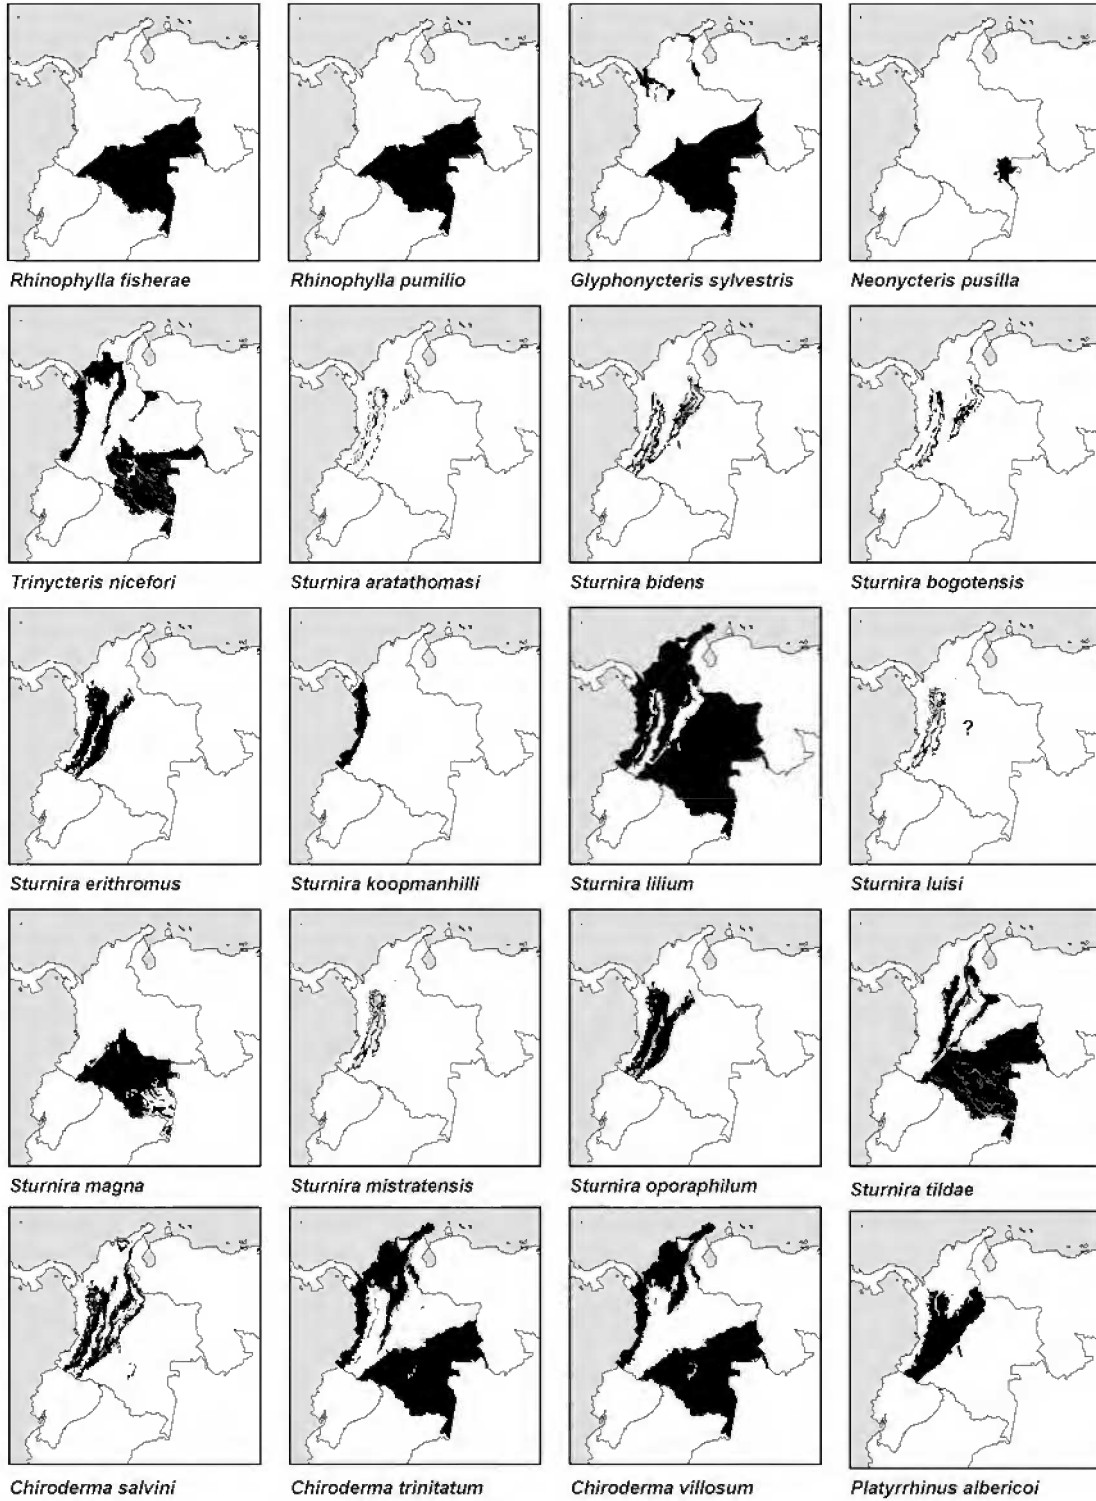 Rhinophylla fisherae
Rhinophylla pumilio
Glyphonycteris sylvestris
Neonycteris pusilla
Trinycteris nicefori
Sturnira aratathomasi
Sturnira bidens
Sturnira bogotensis
?
Sturnira erithromus
Sturnira koopmanhilli
Sturnira lilium
Sturnira luisi
Sturnira magna
Sturnira mistratensis
Sturnira oporaphilum
Sturnira tildae
Chiroderma salvini
Chiroderma trinitatum
Chiroderma villosum
Platyrrhinus albericoi